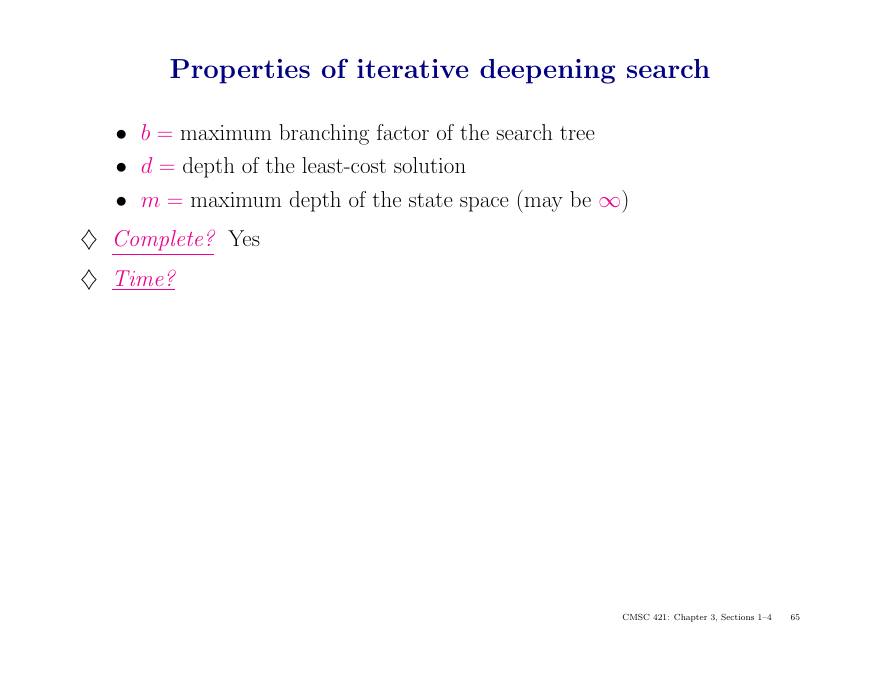 Properties of iterative deepening search
• b = maximum branching factor of the search tree
• d = depth of the least-cost solution
• m = maximum depth of the state space (may be ∞)
♢ Complete? Yes
♢ Time?
CMSC 421: Chapter 3, Sections 1–4 65